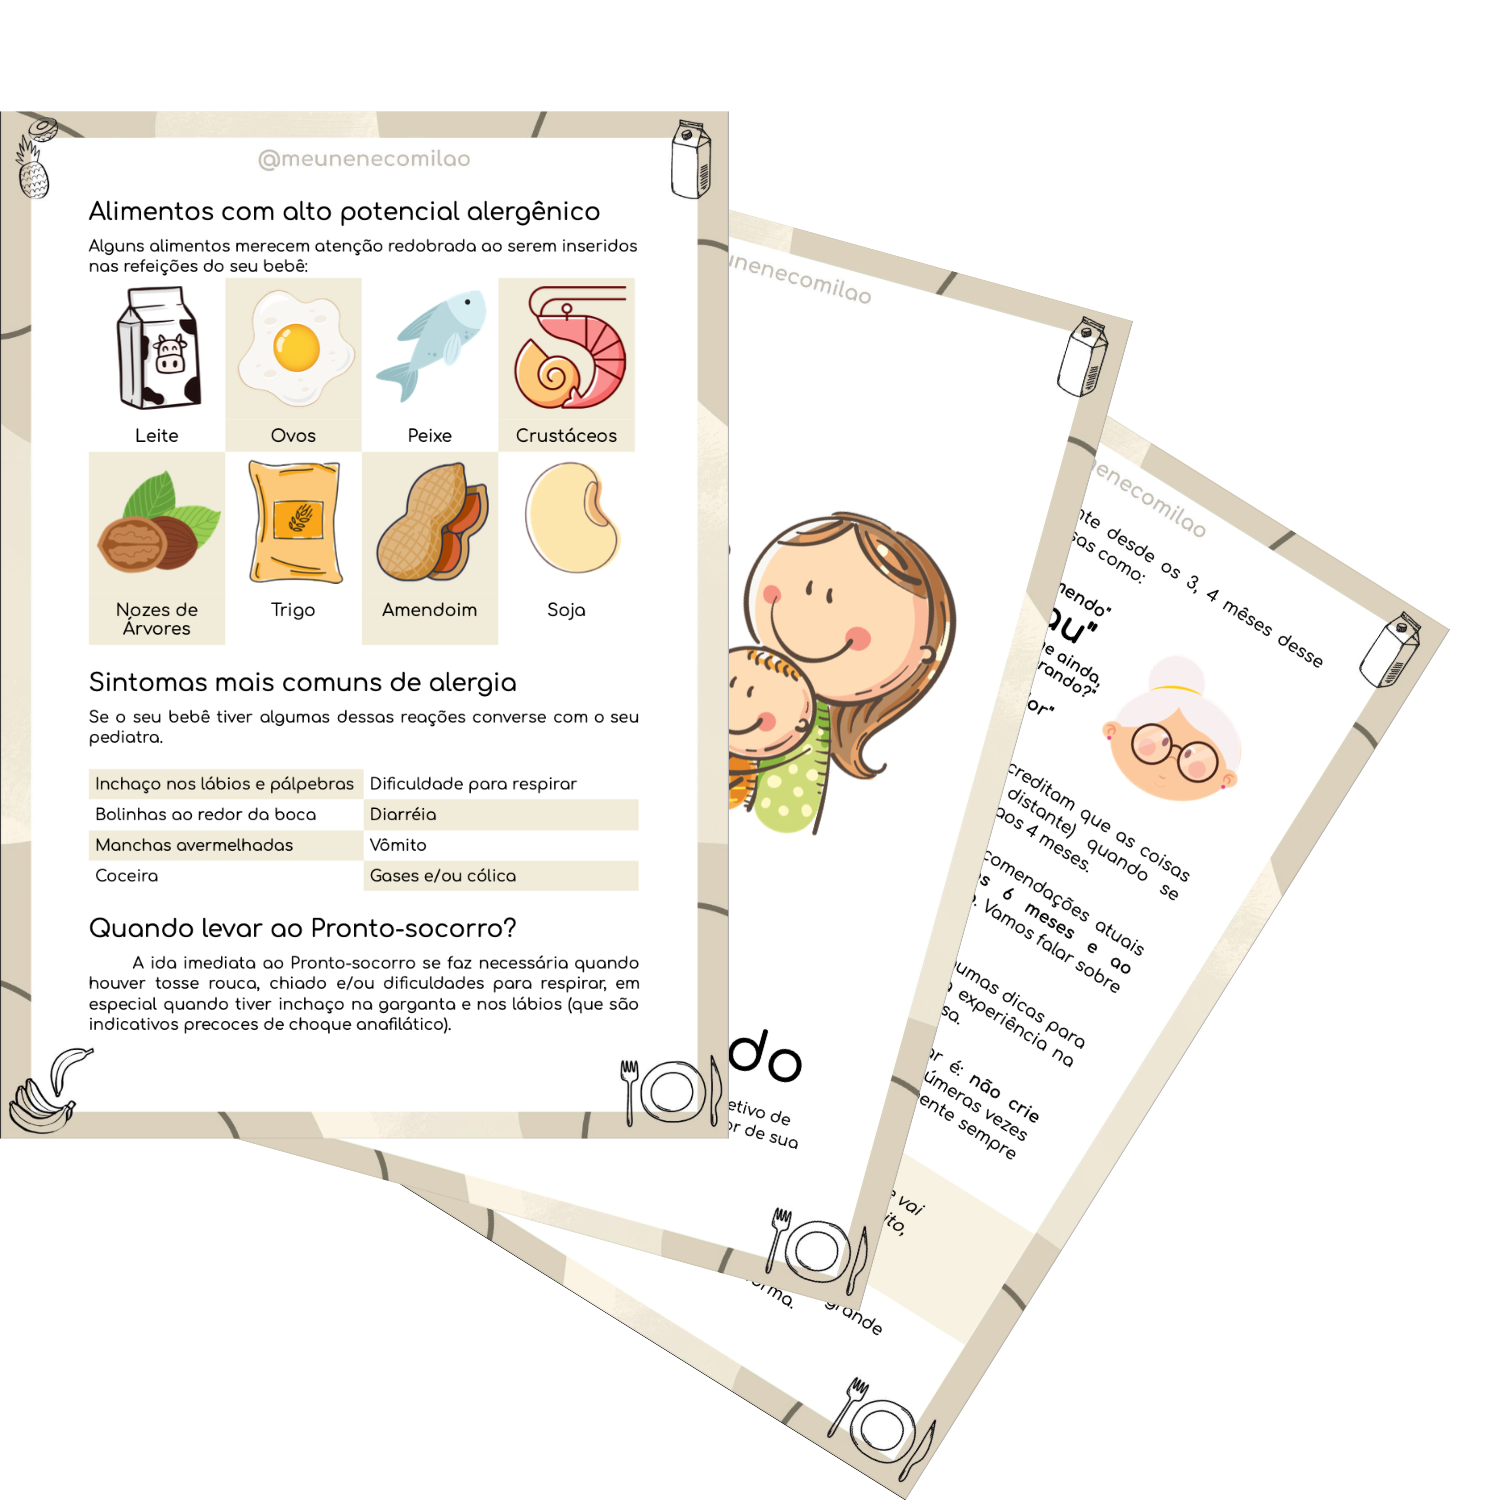 @meunenecomilao
Alimentos com alto potencial alergênico
Alguns alimentos merecem atenção redobrada ao serem inseridos
nas refeições do seu bebê:
Leite
Ovos
Peixe
Crustáceos
Nozes de
Árvores
Trigo
Amendoim
Soja
Sintomas mais comuns de alergia
Se o seu bebê tiver algumas dessas reações converse com o seu
pediatra.
Inchaço nos lábios e pálpebras
Dificuldade para respirar
Bolinhas ao redor da boca
Diarréia
Manchas avermelhadas
Vômito
Coceira
Gases e/ou cólica
Quando levar ao Pronto-socorro?
A ida imediata ao Pronto-socorro se faz necessária quando
houver tosse rouca, chiado e/ou dificuldades para respirar, em
especial quando tiver inchaço na garganta e nos lábios (que são
indicativos precoces de choque anafilático).
unenecomilao
do
etivo de
or de sua
enecomilao
nte desde os 3, 4 mêses desse
sas como:
mendo"
au"
e ainda,
rando?"
or"
creditam que as coisas
distante) quando se
aos 4 meses.
comendações atuais
s 6 meses e ao
. Vamos falar sobre
umas dicas para
experiência na
sa.
ar é: não crie
úmeras vezes
ente sempre
e vai
ito,
grande
orma.